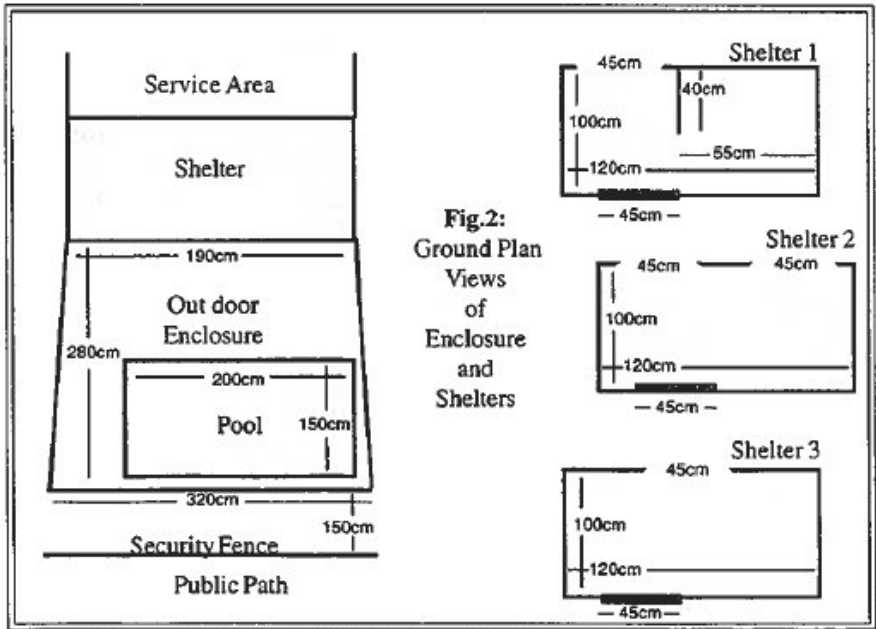 Service Area
Shelter
190cm
Out door
Enclosure
280cm
200cm
Pool
150cm
320cm
150cm
Security Fence
Public Path
Fig.2:
Ground Plan
Views
of
Enclosure
and
Shelters
Shelter 1
45cm
40cm
100cm
55cm
120cm
45cm
Shelter 2
45cm 45cm
100cm
120cm
45cm
Shelter 3
45cm
100cm
120cm
45cm